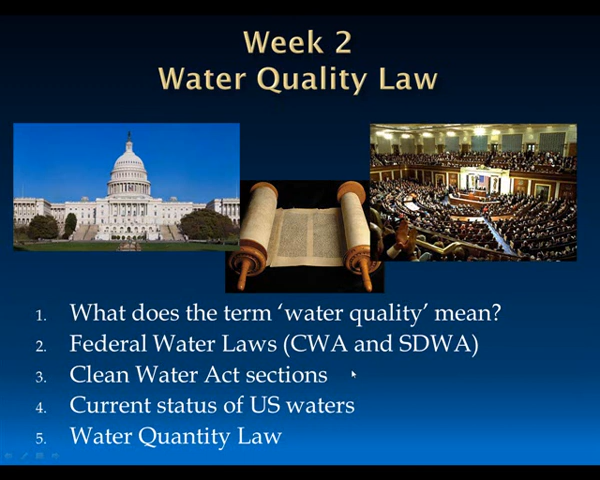 Week 2
Water Quality Law
1. What does the term ‘water quality’ mean?
2. Federal Water Laws (CWA and SDWA)
3. Clean Water Act sections
4. Current status of US waters
5. Water Quantity Law